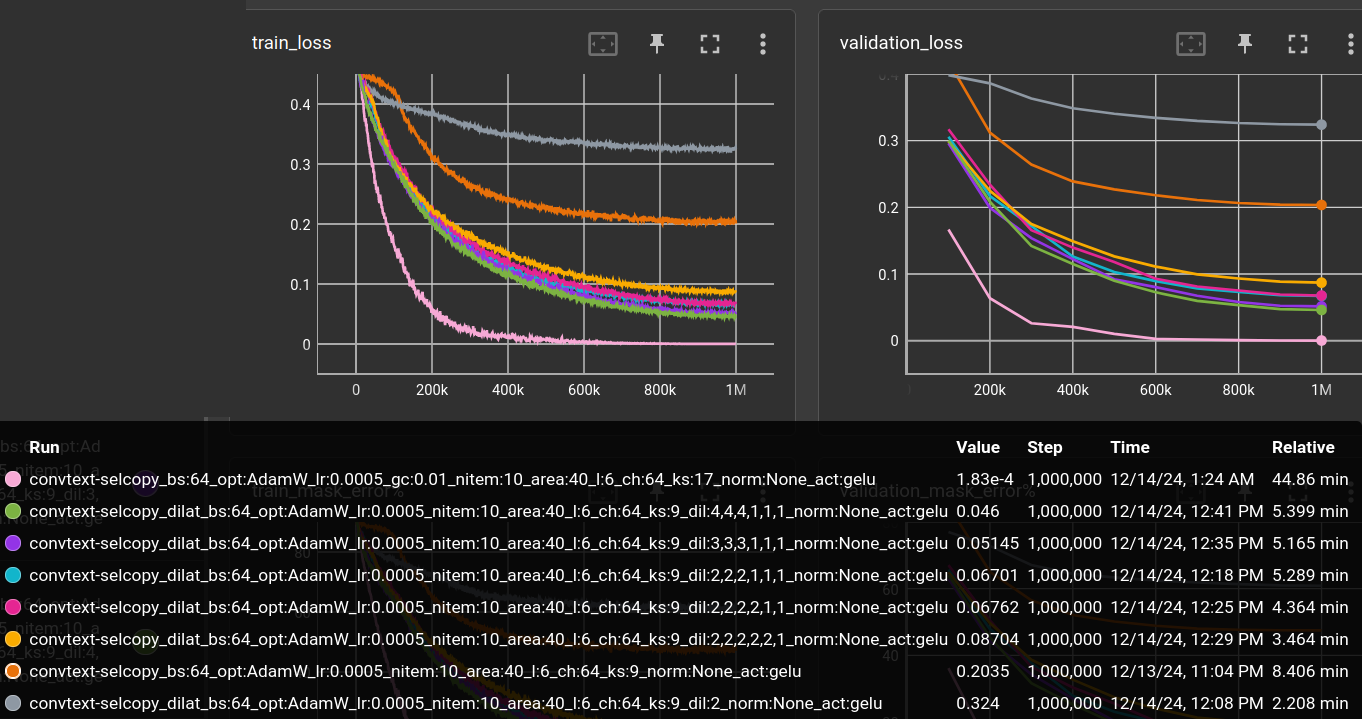 train_loss
validation_loss
0.4
0.3
0.2
0.1
0
0
200k
400k
600k
800k
1M
0.4
0.3
0.2
0.1
0
200k
400k
600k
800k
1M
Run Value Step Time Relative
convtext-selcopy_bs:64_opt:AdamW_lr:0.0005_gc:0.01_nitem:10_area:40_l:6_ch:64_ks:17_norm:None_act:gelu 1.83e-4 1,000,000 12/14/24, 1:24 AM 44.86 min
convtext-selcopy_dilat_bs:64_opt:AdamW_lr:0.0005_nitem:10_area:40_l:6_ch:64_ks:9_dil:4,4,4,1,1,1_norm:None_act:gelu 0.046 1,000,000 12/14/24, 12:41 PM 5.399 min
convtext-selcopy_dilat_bs:64_opt:AdamW_lr:0.0005_nitem:10_area:40_l:6_ch:64_ks:9_dil:3,3,3,1,1,1_norm:None_act:gelu 0.05145 1,000,000 12/14/24, 12:35 PM 5.165 min
convtext-selcopy_dilat_bs:64_opt:AdamW_lr:0.0005_nitem:10_area:40_l:6_ch:64_ks:9_dil:2,2,2,1,1,1_norm:None_act:gelu 0.06701 1,000,000 12/14/24, 12:18 PM 5.289 min
convtext-selcopy_dilat_bs:64_opt:AdamW_lr:0.0005_nitem:10_area:40_l:6_ch:64_ks:9_dil:2,2,2,2,1,1_norm:None_act:gelu 0.06762 1,000,000 12/14/24, 12:25 PM 4.364 min
convtext-selcopy_dilat_bs:64_opt:AdamW_lr:0.0005_nitem:10_area:40_l:6_ch:64_ks:9_dil:2,2,2,2,2,1_norm:None_act:gelu 0.08704 1,000,000 12/14/24, 12:29 PM 3.464 min
convtext-selcopy_bs:64_opt:AdamW_lr:0.0005_nitem:10_area:40_l:6_ch:64_ks:9_norm:None_act:gelu 0.2035 1,000,000 12/13/24, 11:04 PM 8.406 min
convtext-selcopy_dilat_bs:64_opt:AdamW_lr:0.0005_nitem:10_area:40_l:6_ch:64_ks:9_dil:2_norm:None_act:gelu 0.324 1,000,000 12/14/24, 12:08 PM 2.208 min
train_mask_error%
validation_mask_error%
80
60
40